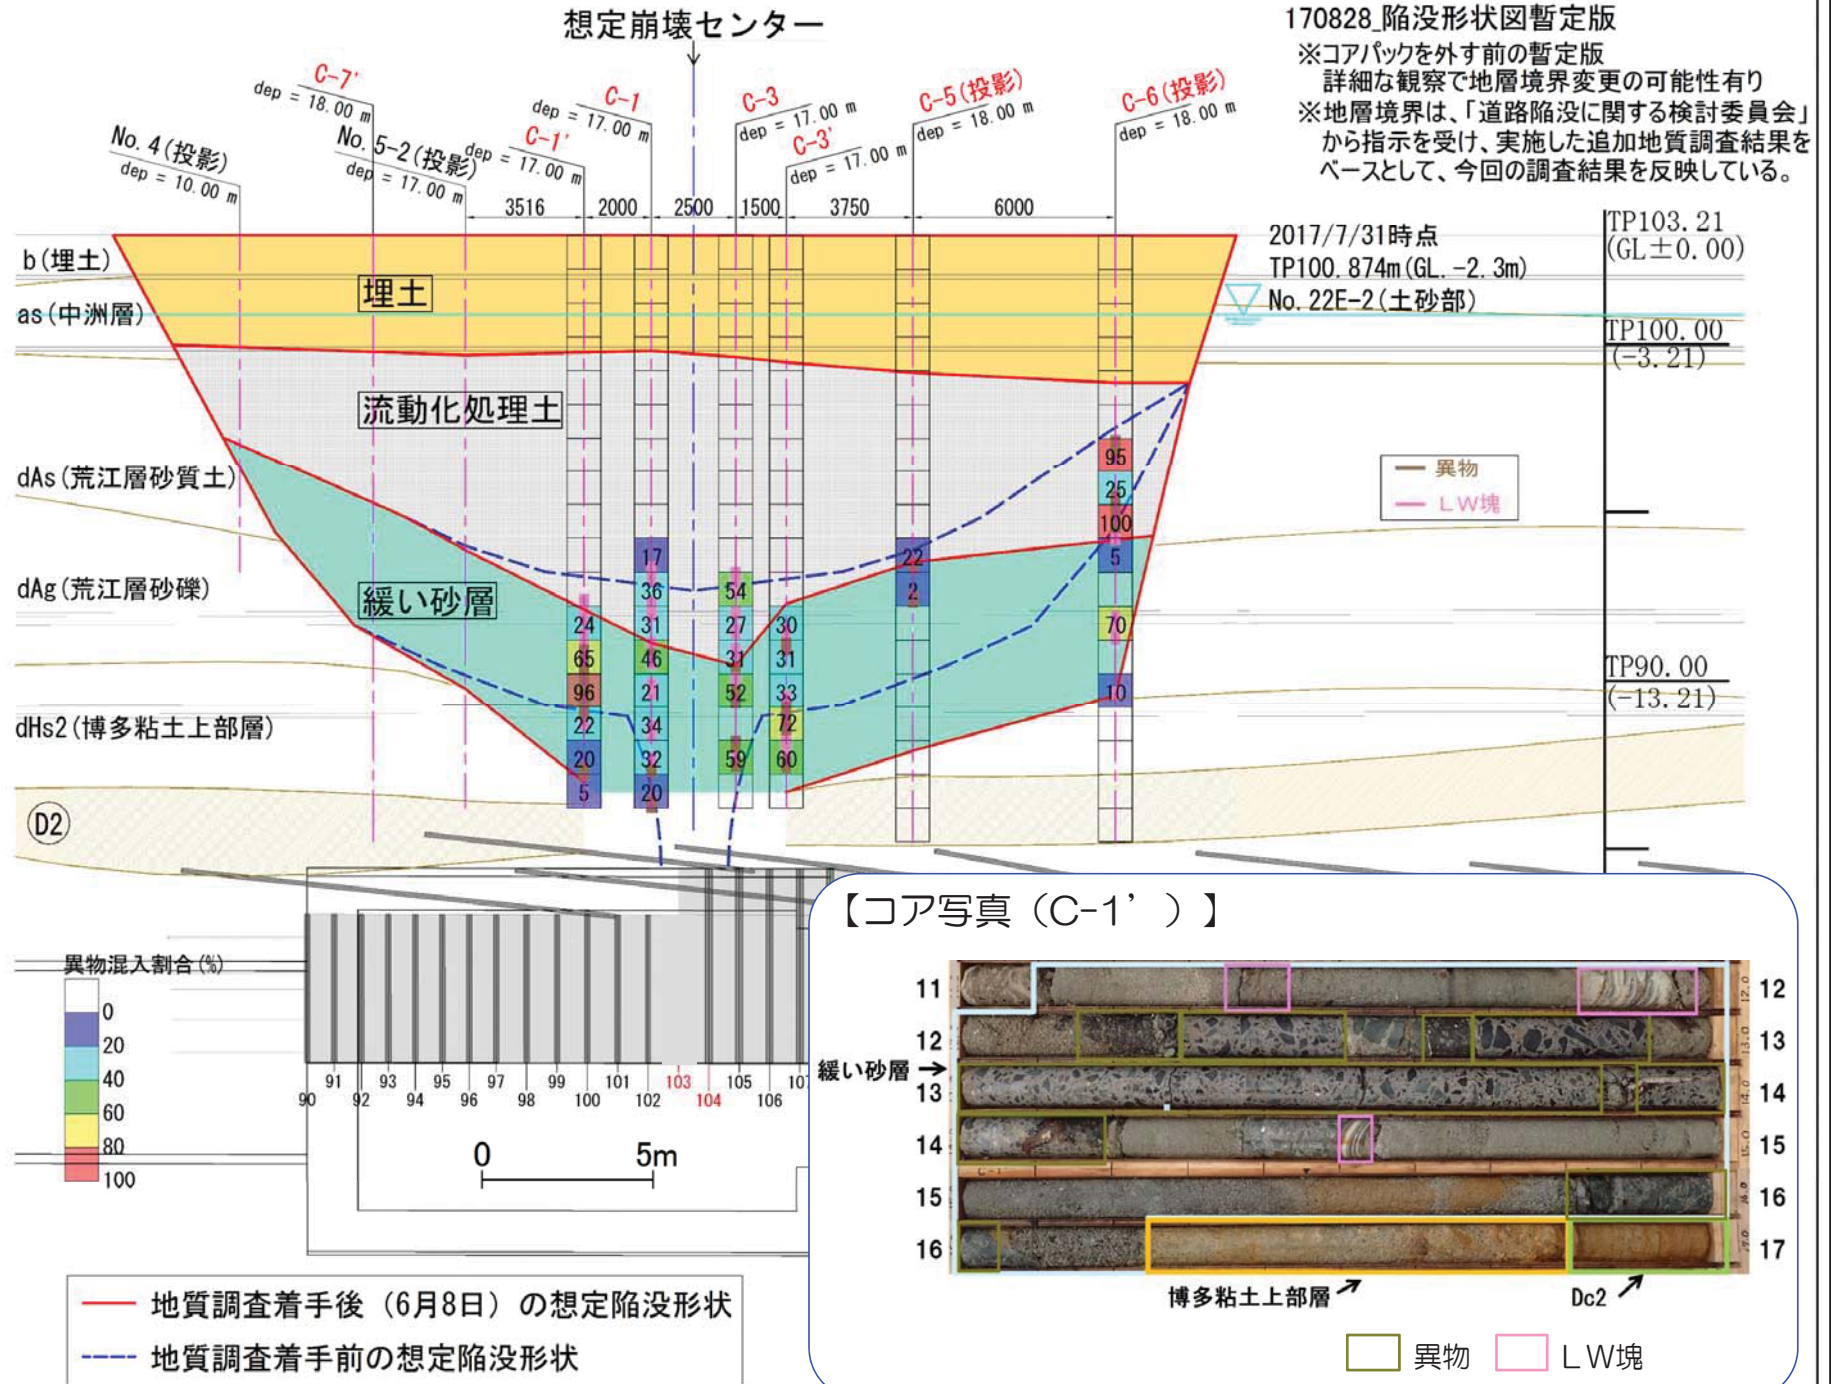 想定崩壊センター
170828_陥没形状図暫定版
※コアパックを外す前の暫定版
詳細な観察で地層境界変更の可能性有り
※地層境界は、「道路陥没に関する検討委員会」
から指示を受け、実施した追加地質調査結果を
ベースとして、今回の調査結果を反映している。
C-7'
dep = 18.00 m
C-1
dep = 17.00 m
C-3
dep = 17.00 m
C-5(投影)
dep = 18.00 m
C-6(投影)
dep = 18.00 m
No. 4(投影)
dep = 10.00 m
No. 5-2(投影)
dep = 17.00 m
C-1'
dep = 17.00 m
C-3'
dep = 17.00 m
3516 2000 2500 1500 3750 6000
2017/7/31時点
TP100.874m(GL.-2.3m)
No. 22E-2(土砂部)
TP103.21
(GL±0.00)
TP100.00
(-3.21)
TP90.00
(-13.21)
b(埋土)
as(中洲層)
dAs(荒江層砂質土)
dAg(荒江層砂礫)
dHs2(博多粘土上部層)
D2
埋土
流動化処理土
緩い砂層
異物
LW塊
24
65
96
22
20
5
17
36
31
46
21
34
32
20
54
27
31
52
59
30
31
33
72
60
22
2
95
25
100
5
70
10
異物混入割合(%)
0
20
40
60
80
100
91 93 95 97 99 101 103 105 107
90 92 94 96 98 100 102 104 106
0 5m
地質調査着手後（6月8日）の想定陥没形状
地質調査着手前の想定陥没形状
【コア写真（C-1’）】
11 12
12 13
緩い砂層
13 14
14 15
15 16
16 17
12.0
13.0
14.0
15.0
16.0
17.0
C-1
博多粘土上部層
Dc2
異物 LW塊